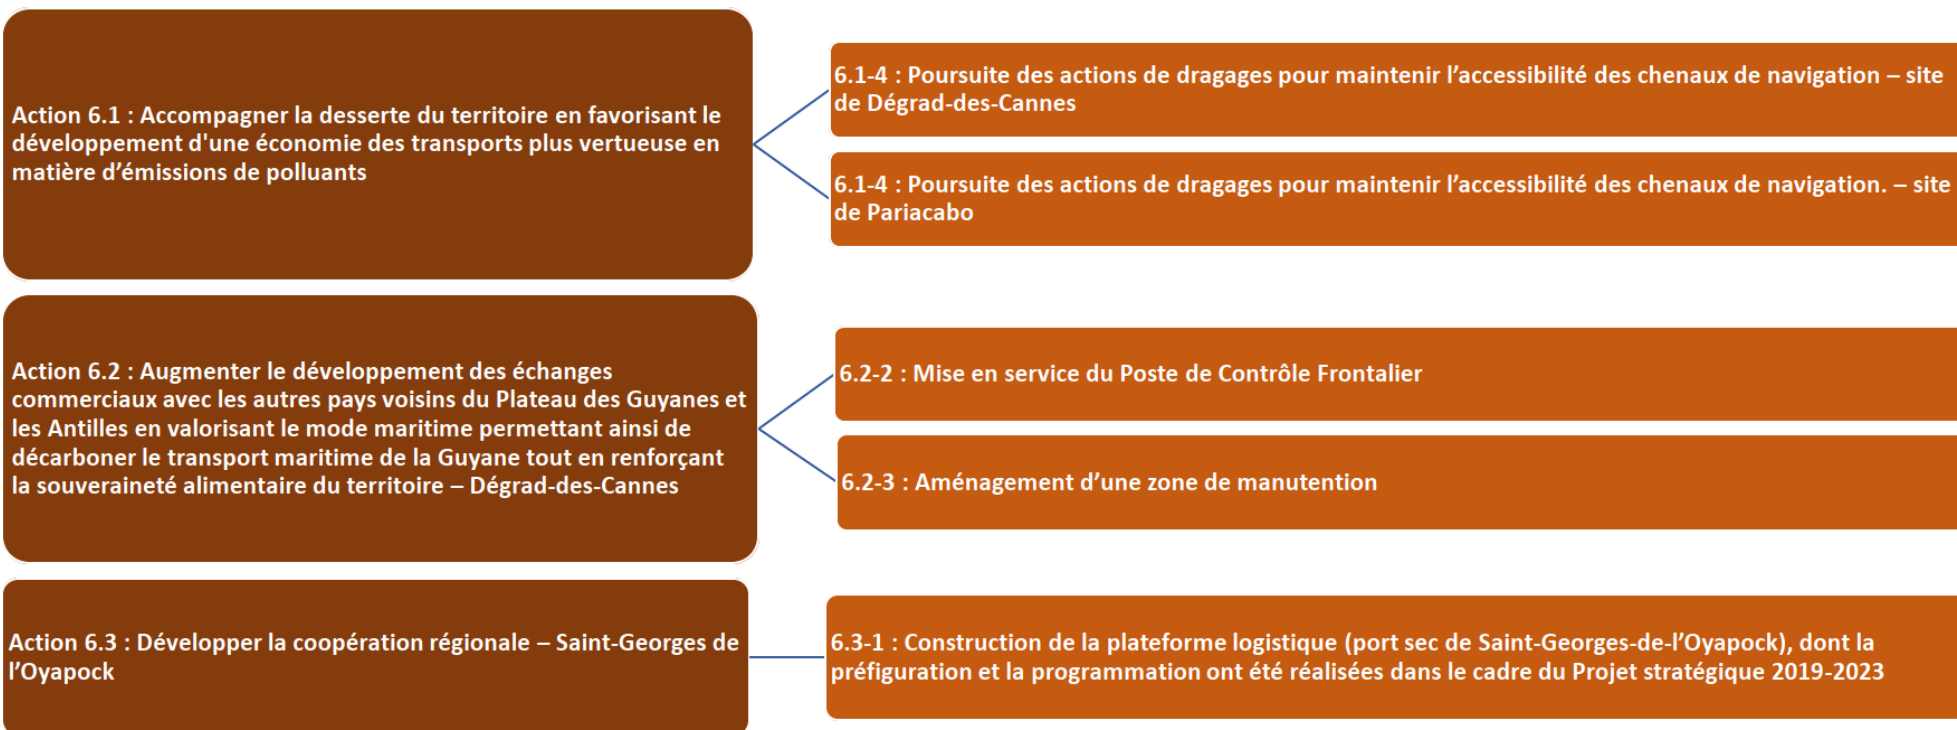 Action 6.1 : Accompagner la desserte du territoire en favorisant le
développement d'une économie des transports plus vertueuse en
matière d’émissions de polluants
6.1-4 : Poursuite des actions de dragages pour maintenir l’accessibilité des chenaux de navigation – site
de Dégrad-des-Cannes
6.1-4 : Poursuite des actions de dragages pour maintenir l’accessibilité des chenaux de navigation. – site
de Pariacabo
Action 6.2 : Augmenter le développement des échanges
commerciaux avec les autres pays voisins du Plateau des Guyanes et
les Antilles en valorisant le mode maritime permettant ainsi de
décarboner le transport maritime de la Guyane tout en renforçant
la souveraineté alimentaire du territoire – Dégrad-des-Cannes
6.2-2 : Mise en service du Poste de Contrôle Frontalier
6.2-3 : Aménagement d’une zone de manutention
Action 6.3 : Développer la coopération régionale – Saint-Georges de
l’Oyapock
6.3-1 : Construction de la plateforme logistique (port sec de Saint-Georges-de-l’Oyapock), dont la
préfiguration et la programmation ont été réalisées dans le cadre du Projet stratégique 2019-2023